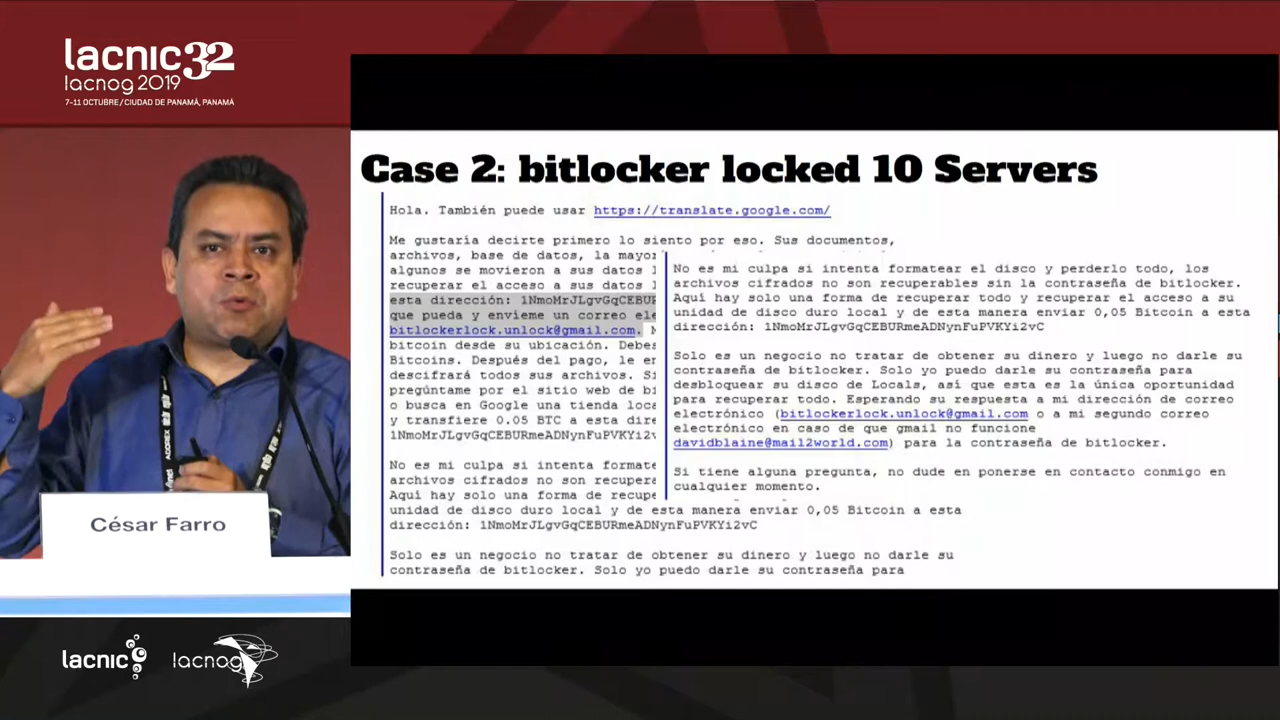 lacnic32
lacnog 2019
7-11 OCTUBRE / CIUDAD DE PANAMÁ, PANAMÁ
Case 2: bitlocker locked 10 Servers
Hola. También puede usar https://translate.google.com/
Me gustaría decirte primero lo siento por eso. Sus documentos,
archivos, base de datos, la mayor
algunos se movieron a sus datos l
recuperar el acceso a sus datos l
esta dirección: 1NmoMrJLgvGqCEBUR
que pueda y envieme un correo ele
bitlockerlock.unlock@gmail.com.
bitcoin desde su ubicación. Debes
Bitcoins. Después del pago, le en
descifrará todos sus archivos. Si
pregúntame por el sitio web de bi
o busca en Google una tienda loca
y transfiere 0.05 BTC a esta dire
1NmoMrJLgvGqCEBURmeADNynFuPVKYi2v
No es mi culpa si intenta formate
archivos cifrados no son recupera
Aquí hay solo una forma de recupe
unidad de disco duro local y de esta manera enviar 0,05 Bitcoin a esta
dirección: 1NmoMrJLgvGqCEBURmeADNynFuPVKYi2vC
Solo es un negocio no tratar de obtener su dinero y luego no darle su
contraseña de bitlocker. Solo yo puedo darle su contraseña para
No es mi culpa si intenta formatear el disco y perderlo todo, los
archivos cifrados no son recuperables sin la contraseña de bitlocker.
Aquí hay solo una forma de recuperar todo y recuperar el acceso a su
unidad de disco duro local y de esta manera enviar 0,05 Bitcoin a esta
dirección: 1NmoMrJLgvGqCEBURmeADNynFuPVKYi2vC
Solo es un negocio no tratar de obtener su dinero y luego no darle su
contraseña de bitlocker. Solo yo puedo darle su contraseña para
desbloquear su disco de Locals, así que esta es la única oportunidad
para recuperar todo. Esperando su respuesta a mi dirección de correo
electrónico (bitlockerlock.unlock@gmail.com o a mi segundo correo
electrónico en caso de que gmail no funcione
davidblaine@mail2world.com) para la contraseña de bitlocker.
Si tiene alguna pregunta, no dude en ponerse en contacto conmigo en
cualquier momento.
César Farro
lacnic
lacnog